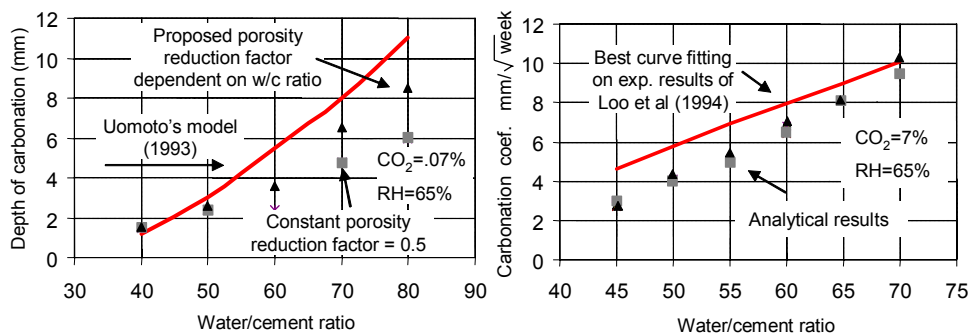 12
10
8
6
4
2
0
Depth of carbonation (mm)
Proposed porosity
reduction factor
dependent on w/c ratio
Uomoto's model
(1993)
CO2=.07%
RH=65%
Constant porosity
reduction factor = 0.5
30 40 50 60 70 80 90
Water/cement ratio
12
10
8
6
4
2
0
Carbonation coef. mm/√week
Best curve fitting
on exp. results of
Loo et al (1994)
CO2=7%
RH=65%
Analytical results
40 45 50 55 60 65 70 75
Water/cement ratio